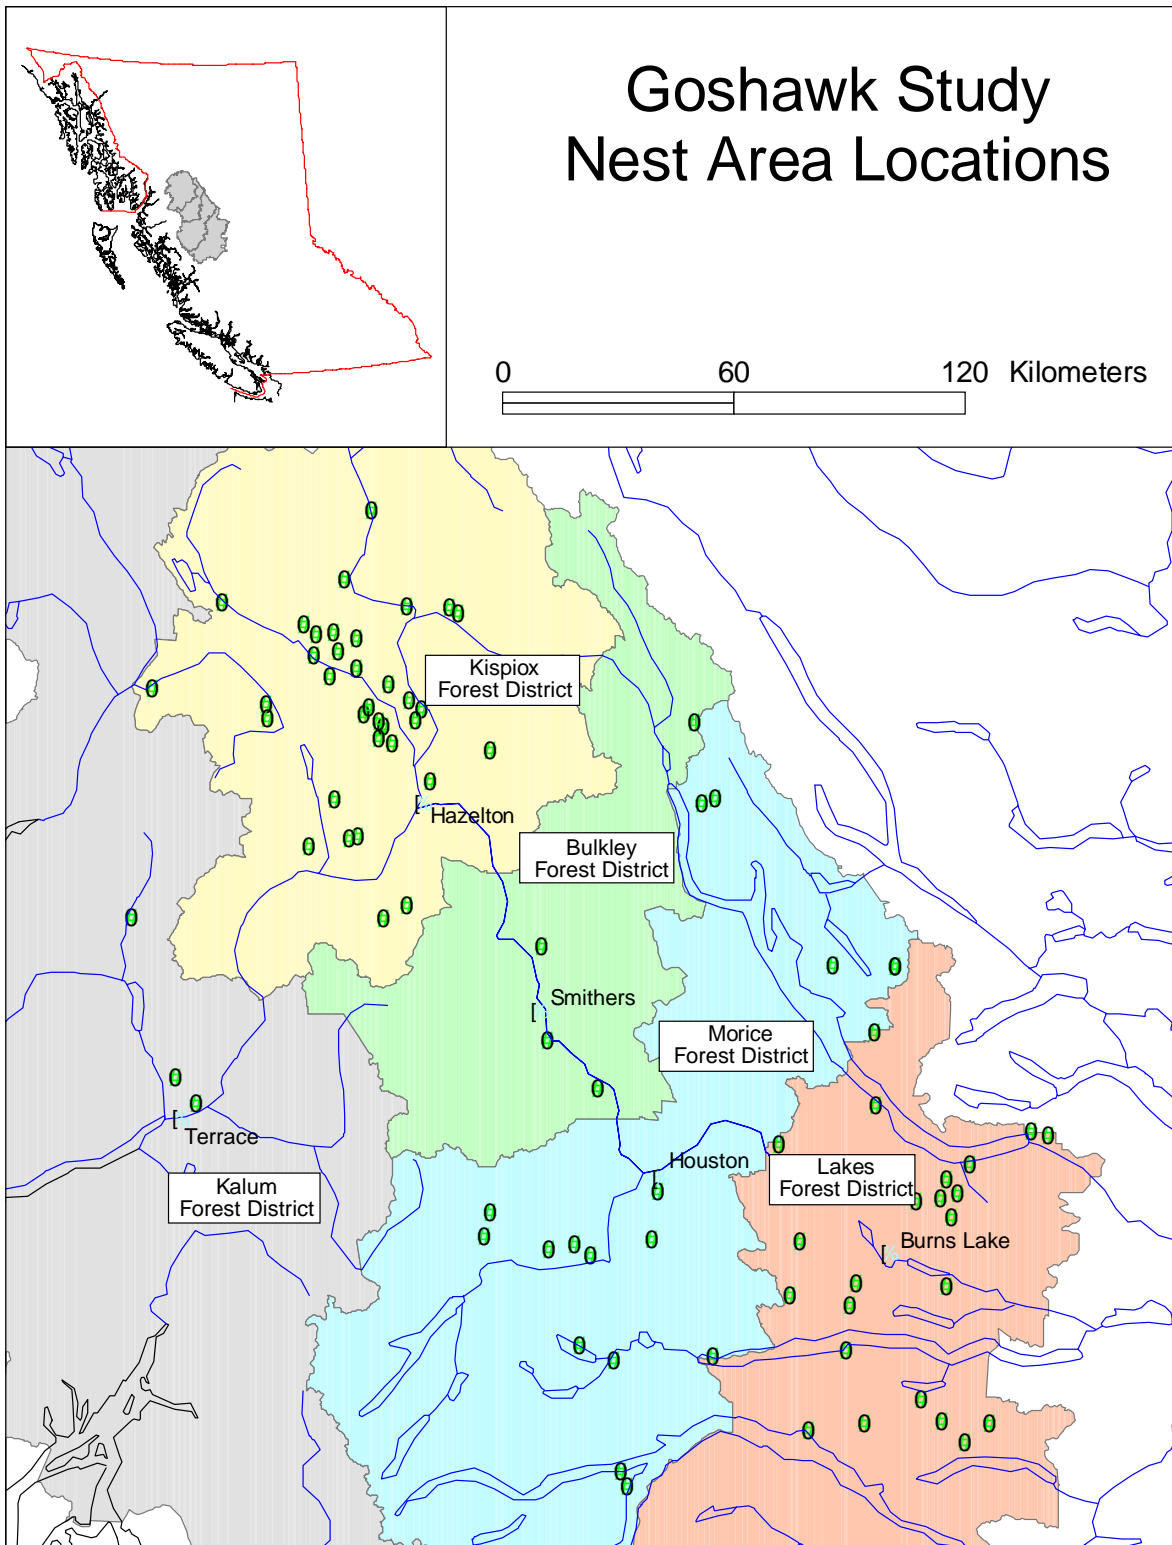 Goshawk Study
Nest Area Locations
0 60 120 Kilometers
Kispiox
Forest District
Hazelton
Bulkley
Forest District
Smithers
Morice
Forest District
Terrace
Houston
Lakes
Forest District
Kalum
Forest District
Burns Lake